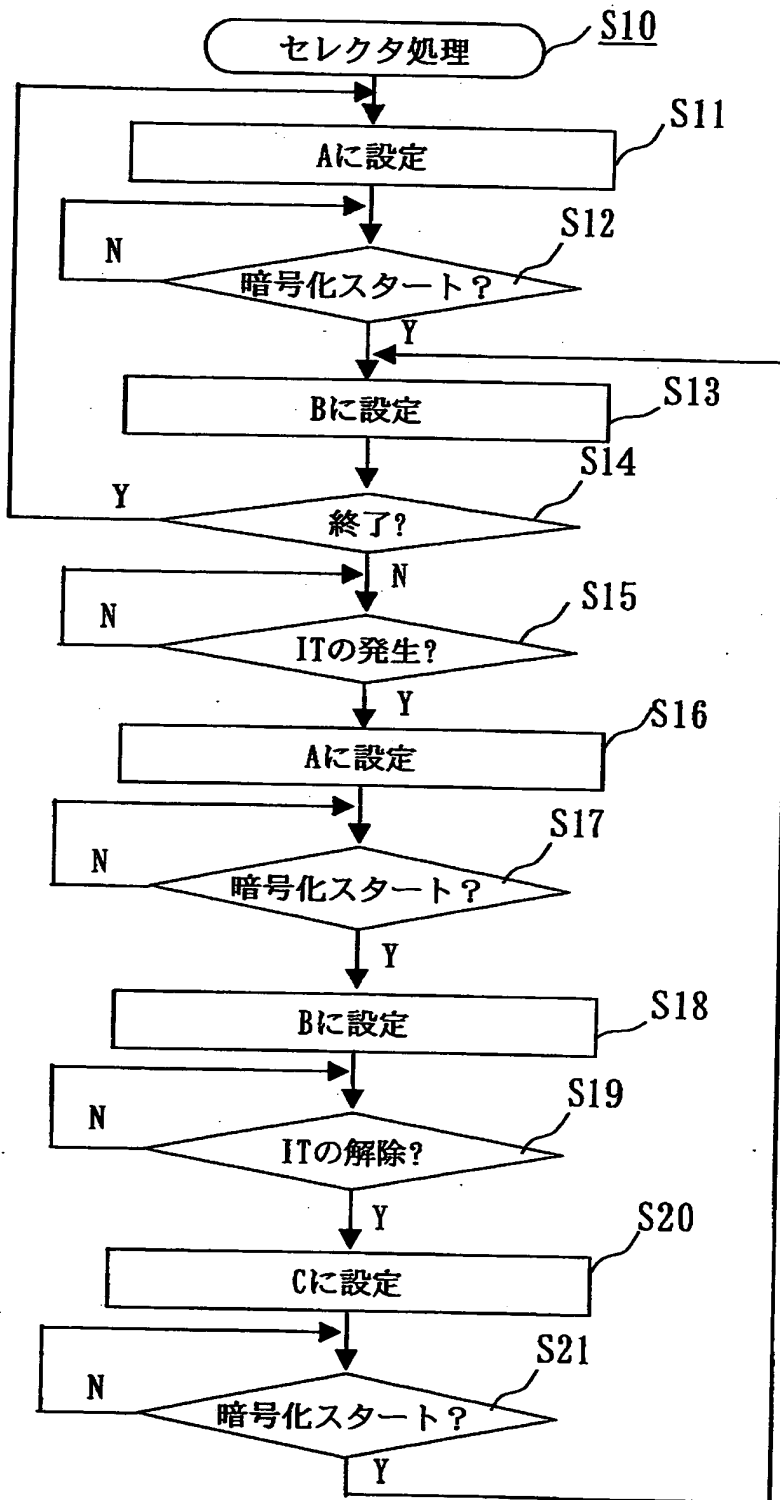 セレクタ処理
S10
Aに設定
S11
N
暗号化スタート?
S12
Y
Bに設定
S13
Y
終了?
S14
N
N
ITの発生?
S15
Y
Aに設定
S16
N
暗号化スタート?
S17
Y
Bに設定
S18
N
ITの解除?
S19
Y
Cに設定
S20
N
暗号化スタート?
S21
Y